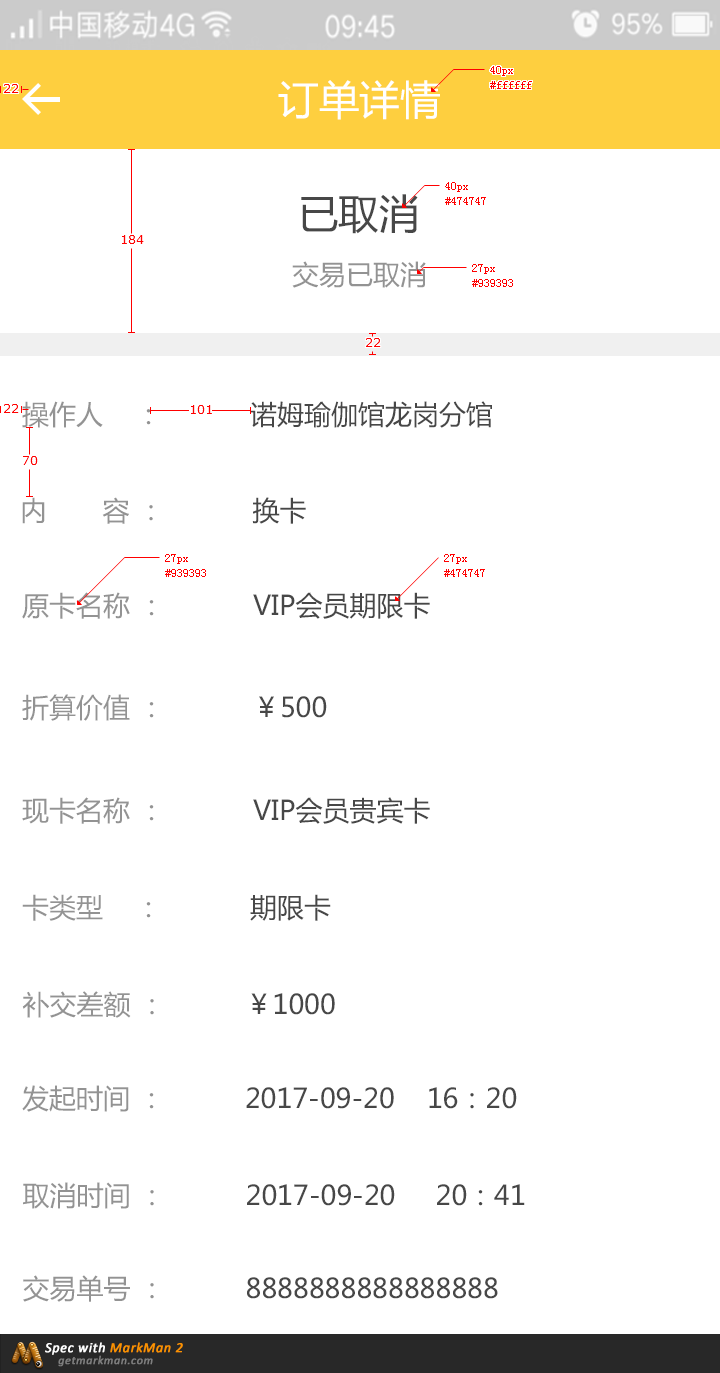 中国移动4G 09:45 95%
22 订单详情 40px
#ffffff
已取消 40px
#474747
184
交易已取消 27px
#939393
22
22 操作人 : 101 诺姆瑜伽馆龙岗分馆
70
内 容 : 换卡
27px
#939393
27px
#474747
原卡名称 : VIP会员期限卡
折算价值 : ¥500
现卡名称 : VIP会员贵宾卡
卡类型 : 期限卡
补交差额 : ¥1000
发起时间 : 2017-09-20 16:20
取消时间 : 2017-09-20 20:41
交易单号 : 8888888888888888
Spec with MarkMan 2
getmarkman.com